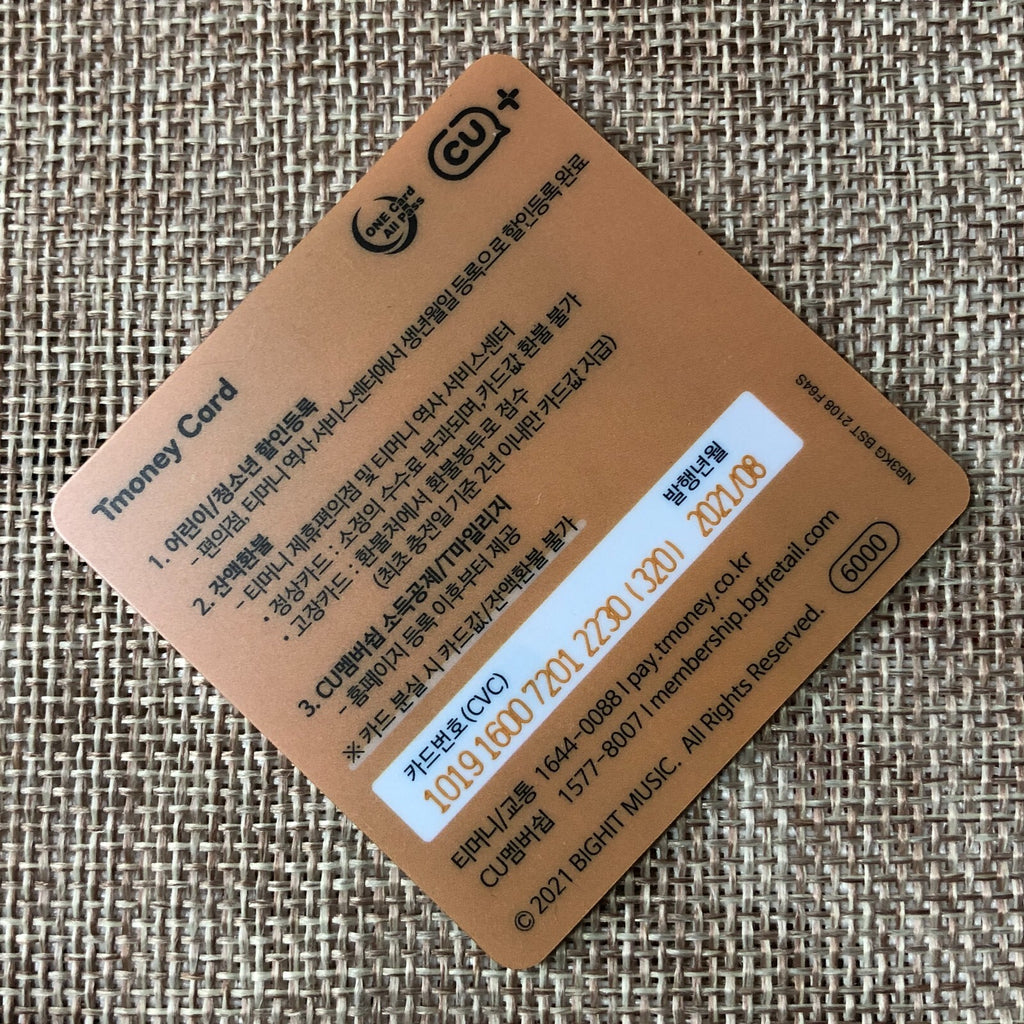 Tmoney Card
ONE Card
All Pass
CU+
1. 어린이/청소년 할인등록
- 편의점, 티머니 역사 서비스센터에서 생년월일 등록으로 할인등록완료
2. 잔액환불
- 티머니 제휴편의점 및 티머니 역사 서비스센터
· 정상카드 : 소정의 수수료 부과되며, 카드값 환불 불가
· 고장카드 : 환불처에서 환불봉투로 접수
(최초 충전일 기준 2년 이내만 카드값 지급)
3. CU멤버쉽 소득공제/T마일리지
- 홈페이지 등록 이후부터 제공
※ 카드 분실 시 카드값/잔액환불 불가
카드번호(CVC) 발행년월
1019 1600 7201 2230 (320) 2021/08
NB3KG BST 2108 F64S
티머니/교통 1644-0088 I pay.tmoney.co.kr
CU멤버쉽 1577-8007 I membership.bgfretail.com
© 2021 BIGHIT MUSIC. All Rights Reserved.
6000